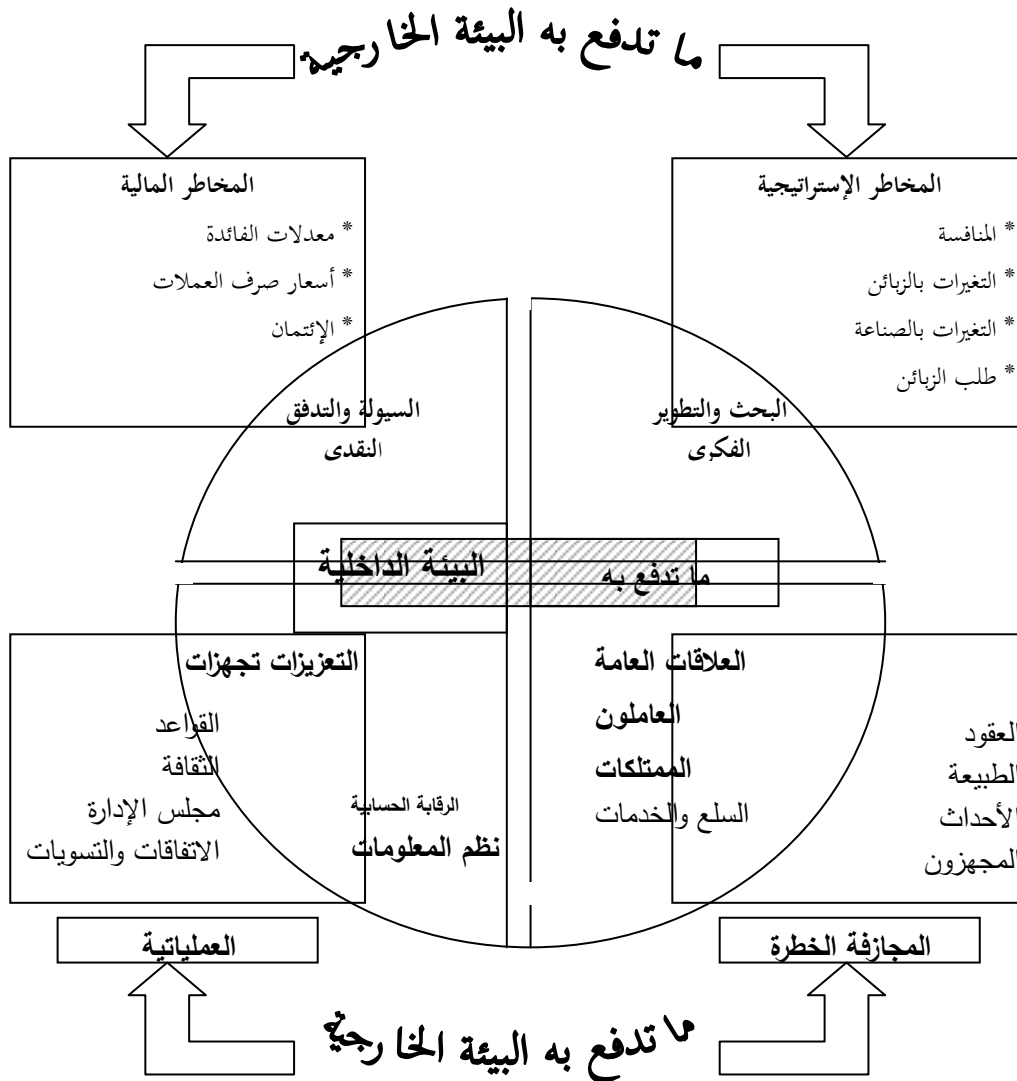 ما تدفع به البيئة الخارجية
المخاطر الإستراتيجية
* المنافسة
* التغيرات بالزبائن
* التغيرات بالصناعة
* طلب الزبائن
المخاطر المالية
* معدلات الفائدة
* أسعار صرف العملات
* الإئتمان
البحث والتطوير
الفكرى
السيولة والتدفق
النقدى
ما تدفع به
البيئة الداخلية
العلاقات العامة
العاملون
الممتلكات
السلع والخدمات
العقود
الطبيعة
الأحداث
المجهزون
التعزيزات تجهزات
القواعد
الثقافة
مجلس الإدارة
الاتفاقات والتسويات
الرقابة الحسابية
نظم المعلومات
المجازفة الخطرة
العملياتية
ما تدفع به البيئة الخارجية